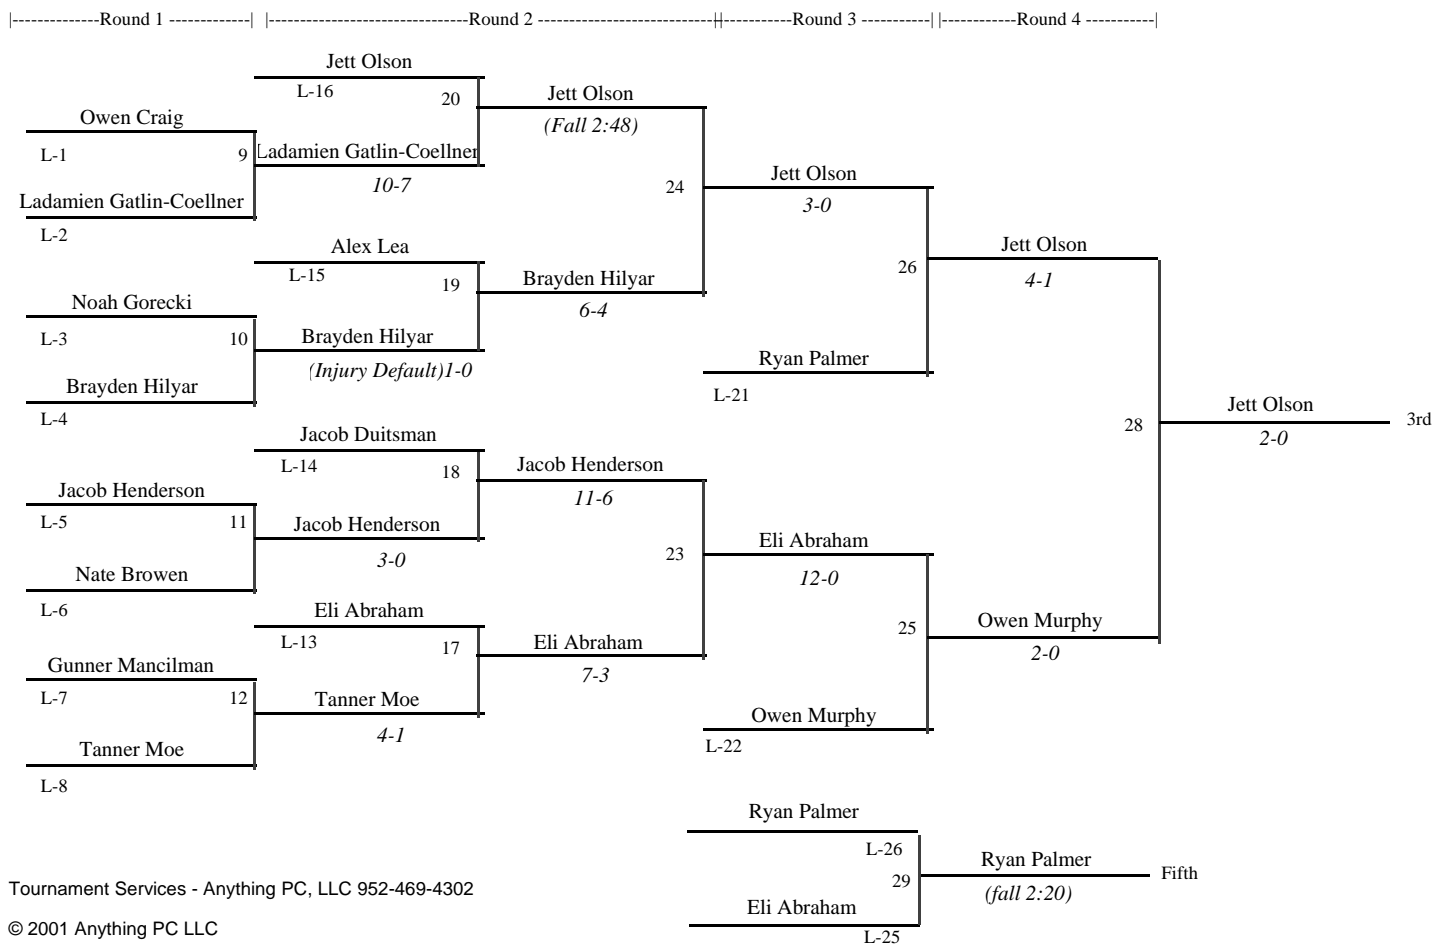 |------------Round 1 -------------| |-----------------------------Round 2 --------------------------||-----------Round 3 -----------| |------------Round 4 -----------|
Jett Olson
L-16
20
Jett Olson
(Fall 2:48)
Owen Craig
L-1
9
Ladamien Gatlin-Coellner
10-7
Ladamien Gatlin-Coellner
L-2
24
Jett Olson
3-0
Alex Lea
L-15
19
Brayden Hilyar
6-4
Noah Gorecki
L-3
10
Brayden Hilyar
(Injury Default)1-0
Brayden Hilyar
L-4
26
Jett Olson
4-1
Ryan Palmer
L-21
Jacob Duitsman
L-14
18
Jacob Henderson
11-6
Jacob Henderson
L-5
11
Jacob Henderson
3-0
Nate Browen
L-6
23
Eli Abraham
12-0
Eli Abraham
L-13
17
Eli Abraham
7-3
Gunner Mancilman
L-7
12
Tanner Moe
4-1
Tanner Moe
L-8
25
Owen Murphy
2-0
Owen Murphy
L-22
28
Jett Olson
2-0
3rd
Ryan Palmer
L-26
29
Ryan Palmer
(fall 2:20)
Fifth
Eli Abraham
L-25
Tournament Services - Anything PC, LLC 952-469-4302
© 2001 Anything PC LLC